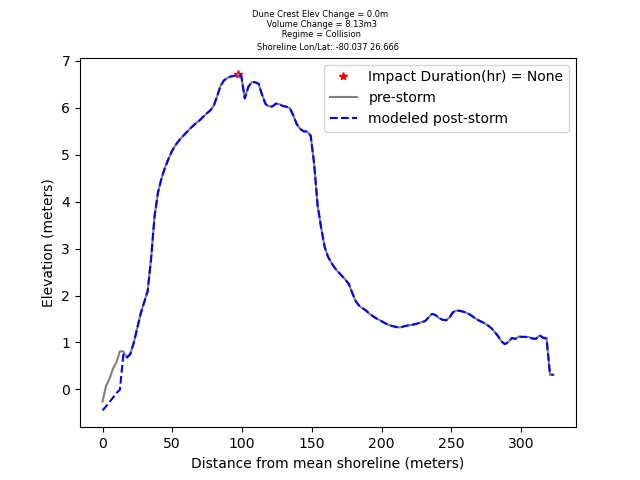 Dune Crest Elev Change = 0.0m
Volume Change = 8.13m3
Regime = Collision
Shoreline Lon/Lat: -80.037 26.666
7
6
5
4
3
2
1
0
Elevation (meters)
Impact Duration(hr) = None
pre-storm
modeled post-storm
0 50 100 150 200 250 300
Distance from mean shoreline (meters)